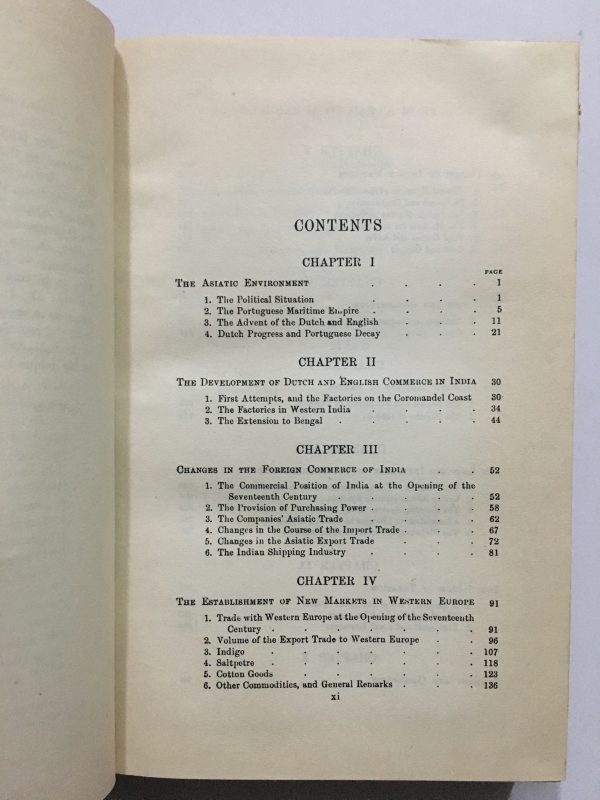 CONTENTS
CHAPTER I
PAGE
THE ASIATIC ENVIRONMENT . . . . 1
1. The Political Situation . . . . 1
2. The Portuguese Maritime Empire . . . . 5
3. The Advent of the Dutch and English . . . 11
4. Dutch Progress and Portuguese Decay . . . 21
CHAPTER II
THE DEVELOPMENT OF DUTCH AND ENGLISH COMMERCE IN INDIA 30
1. First Attempts, and the Factories on the Coromandel Coast 30
2. The Factories in Western India . . . . 34
3. The Extension to Bengal . . . . . 44
CHAPTER III
CHANGES IN THE FOREIGN COMMERCE OF INDIA . . 52
1. The Commercial Position of India at the Opening of the
Seventeenth Century . . . . . 52
2. The Provision of Purchasing Power . . . . 58
3. The Companies' Asiatic Trade . . . . 62
4. Changes in the Course of the Import Trade . . . 67
5. Changes in the Asiatic Export Trade . . . 72
6. The Indian Shipping Industry . . . . 81
CHAPTER IV
THE ESTABLISHMENT OF NEW MARKETS IN WESTERN EUROPE 91
1. Trade with Western Europe at the Opening of the Seventeenth
Century . . . . . . . 91
2. Volume of the Export Trade to Western Europe . . 96
3. Indigo . . . . . . . 107
4. Saltpetre . . . . . . . 118
5. Cotton Goods . . . . . . 123
6. Other Commodities, and General Remarks . . . 136
xi